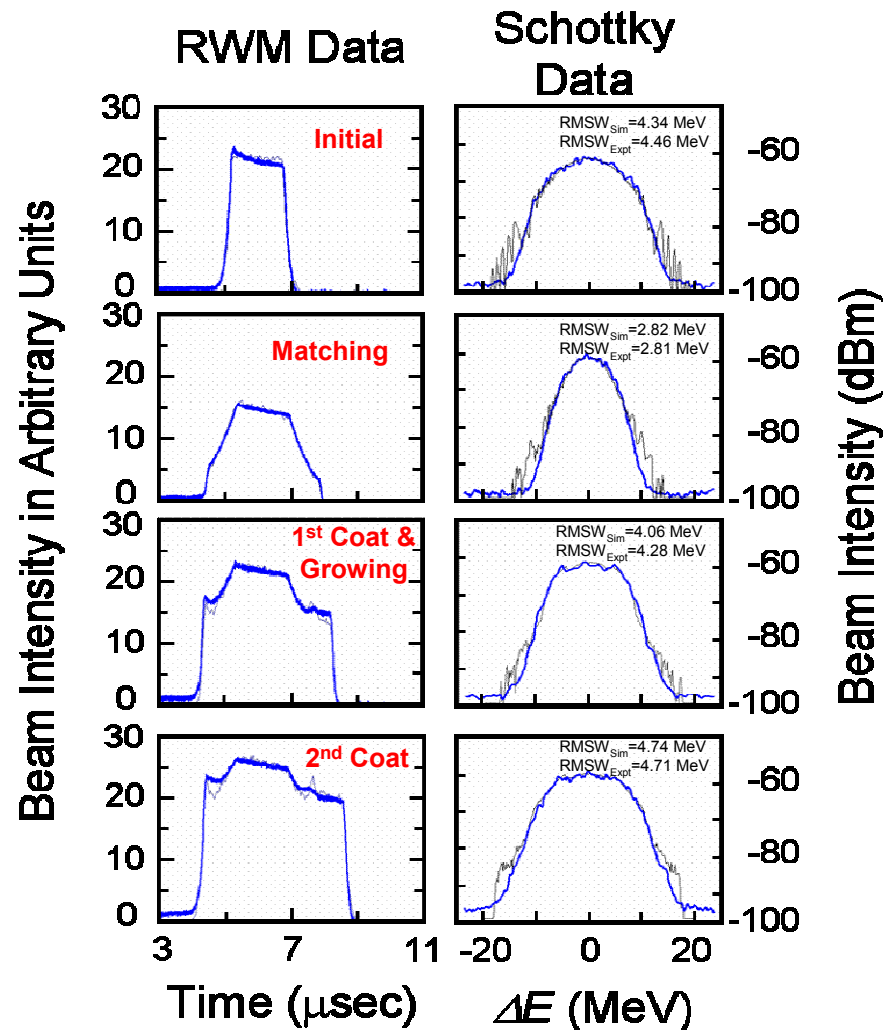 RWM Data
Schottky
Data
Beam Intensity in Arbitrary Units
Beam Intensity (dBm)
30
20
10
0
Initial
RMSW_Sim=4.34 MeV
RMSW_Expt=4.46 MeV
-60
-80
-100
30
20
10
0
Matching
RMSW_Sim=2.82 MeV
RMSW_Expt=2.81 MeV
-60
-80
-100
30
20
10
0
1st Coat &
Growing
RMSW_Sim=4.06 MeV
RMSW_Expt=4.28 MeV
-60
-80
-100
30
20
10
0
2nd Coat
RMSW_Sim=4.74 MeV
RMSW_Expt=4.71 MeV
-60
-80
-100
3 7 11
-20 0 20
Time (μsec)
ΔE (MeV)